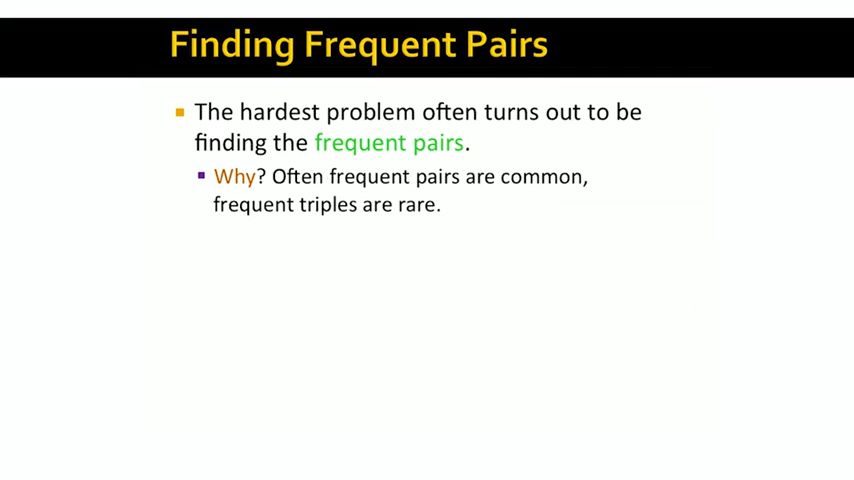 Finding Frequent Pairs
The hardest problem often turns out to be
finding the frequent pairs.
Why? Often frequent pairs are common,
frequent triples are rare.